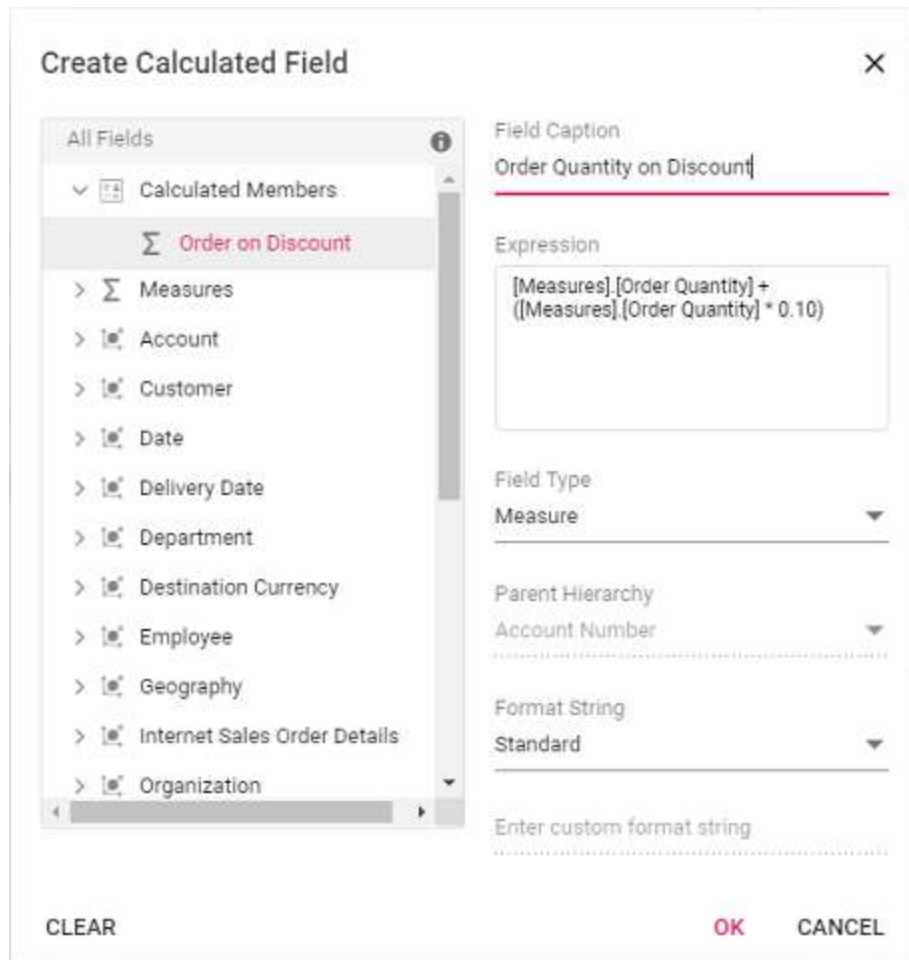 Create Calculated Field
All Fields
Calculated Members
Order on Discount
Measures
Account
Customer
Date
Delivery Date
Department
Destination Currency
Employee
Geography
Internet Sales Order Details
Organization
Field Caption
Order Quantity on Discount
Expression
[Measures].[Order Quantity] +
([Measures].[Order Quantity] * 0.10)
Field Type
Measure
Parent Hierarchy
Account Number
Format String
Standard
Enter custom format string
CLEAR
OK
CANCEL